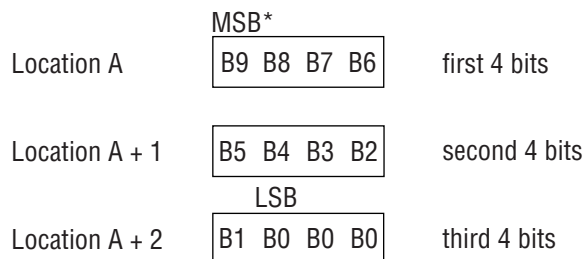 MSB*
Location A B9 B8 B7 B6 first 4 bits
Location A + 1 B5 B4 B3 B2 second 4 bits
LSB
Location A + 2 B1 B0 B0 B0 third 4 bits